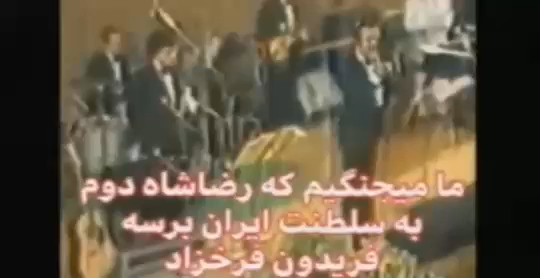 ما میجنگیم که رضاشاه دوم
به سلطنت ایران برسه
فریدون فرخزاد